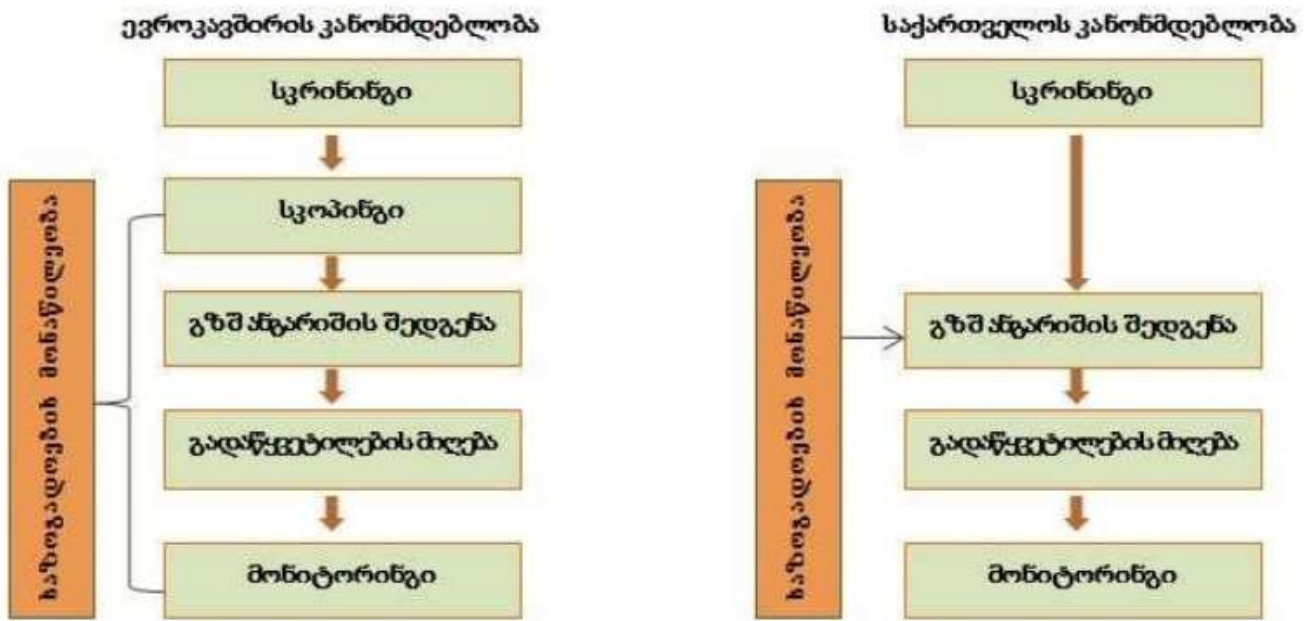 ევროკავშირის კანონმდებლობა
სკრინინგი
სკოპინგი
გზშ ანგარიშის შედგენა
გადაწყვეტილების მიღება
მონიტორინგი
საზოგადოების მონაწილეობა
საქართველოს კანონმდებლობა
სკრინინგი
გზშ ანგარიშის შედგენა
გადაწყვეტილების მიღება
მონიტორინგი
საზოგადოების მონაწილეობა